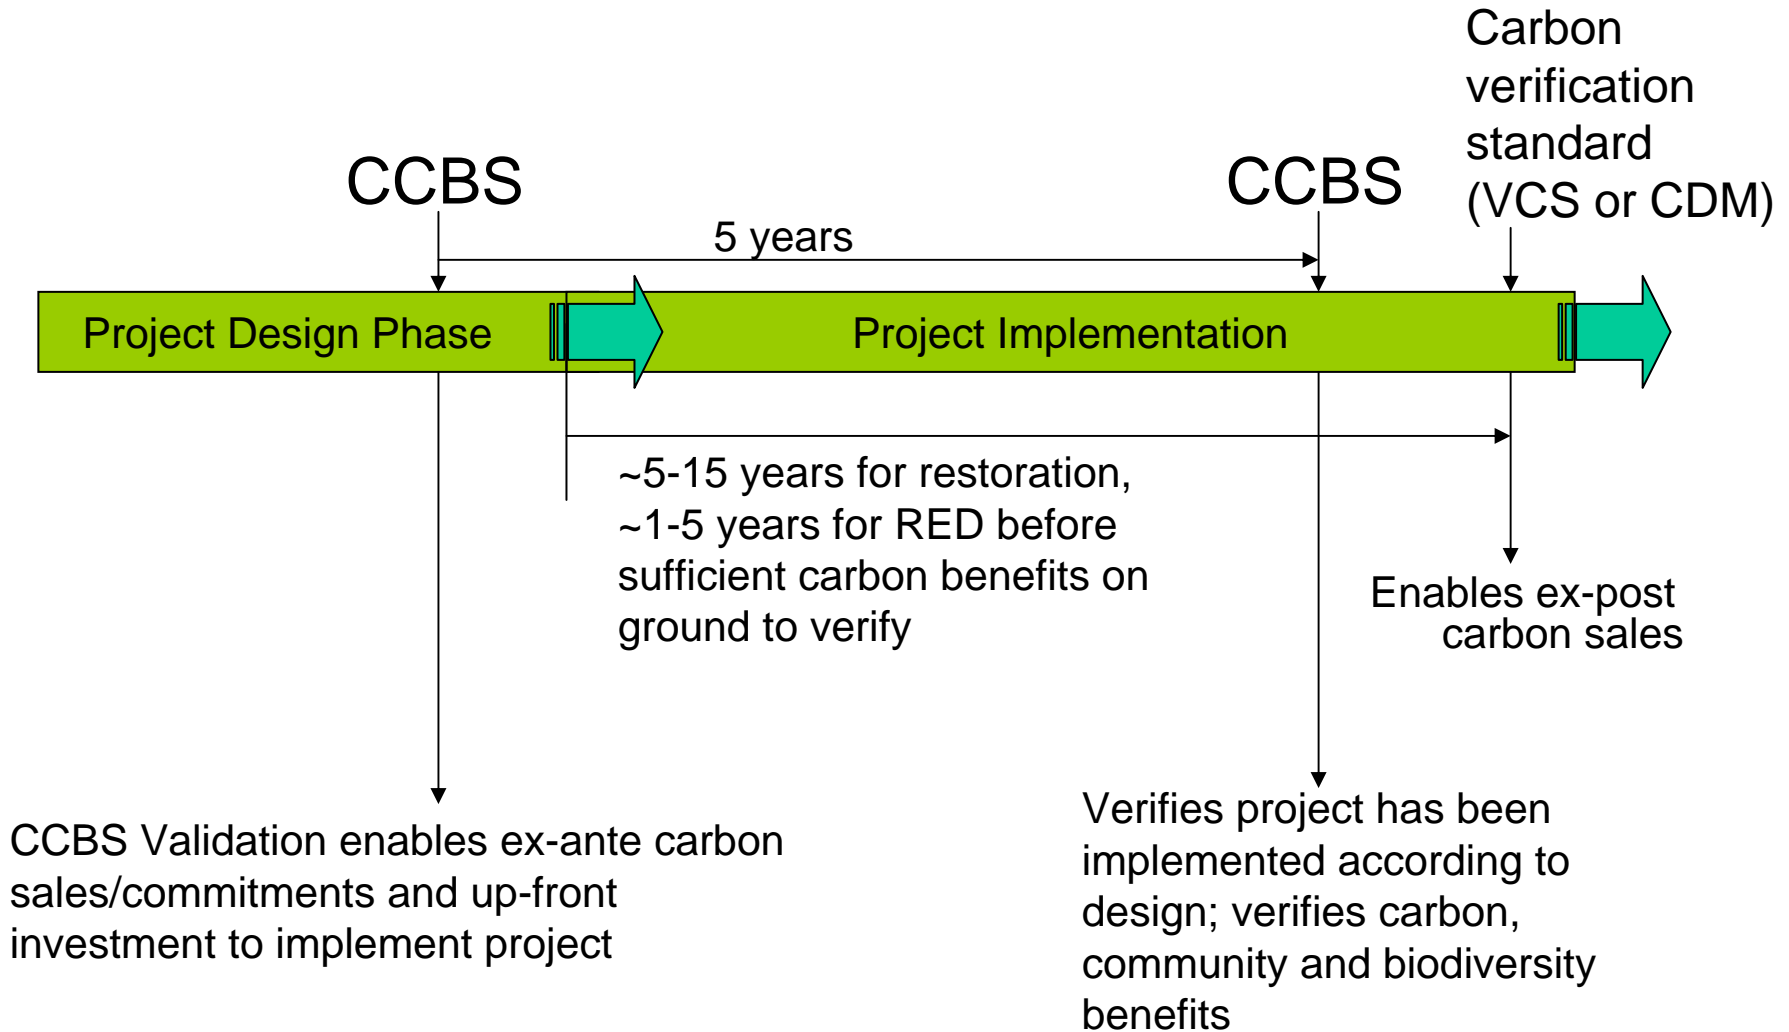 Carbon
verification
standard
(VCS or CDM)
CCBS
CCBS
5 years
Project Design Phase
Project Implementation
~5-15 years for restoration,
~1-5 years for RED before
sufficient carbon benefits on
ground to verify
Enables ex-post
carbon sales
CCBS Validation enables ex-ante carbon
sales/commitments and up-front
investment to implement project
Verifies project has been
implemented according to
design; verifies carbon,
community and biodiversity
benefits